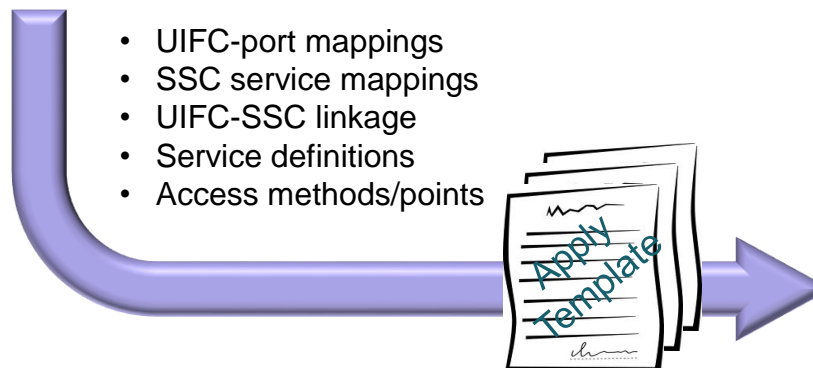 • UIFC-port mappings
• SSC service mappings
• UIFC-SSC linkage
• Service definitions
• Access methods/points
Apply
Template